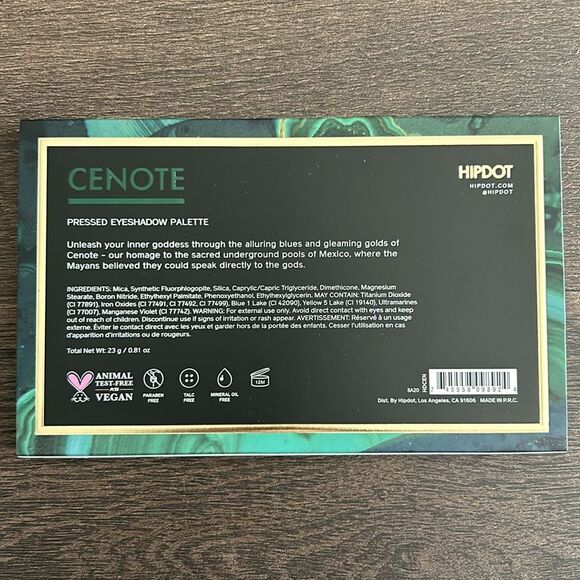 CENOTE
HIPDOT
HIPDOT.COM
@HIPDOT
PRESSED EYESHADOW PALETTE
Unleash your inner goddess through the alluring blues and gleaming golds of
Cenote - our homage to the sacred underground pools of Mexico, where the
Mayans believed they could speak directly to the gods.
INGREDIENTS: Mica, Synthetic Fluorphlogopite, Silica, Caprylic/Capric Triglyceride, Dimethicone, Magnesium
Stearate, Boron Nitride, Ethylhexyl Palmitate, Phenoxyethanol, Ethylhexylglycerin. MAY CONTAIN: Titanium Dioxide
(CI 77891), Iron Oxides (CI 77491, CI 77492, CI 77499), Blue 1 Lake (CI 42090), Yellow 5 Lake (CI 19140), Ultramarines
(CI 77007), Manganese Violet (CI 77742). WARNING: For external use only. Avoid direct contact with eyes and keep
out of reach of children. Discontinue use if signs of irritation or rash appear. AVERTISSEMENT: Réservé à un usage
externe. Éviter le contact direct avec les yeux et garder hors de la portée des enfants. Cesser l'utilisation en cas
d'apparition d'irritations ou de rougeurs.
Total Net Wt: 23 g / 0.81 oz
ANIMAL
TEST-FREE
VEGAN
PARABEN
FREE
TALC
FREE
MINERAL OIL
FREE
12M
8A20
HDCEN
45558 09892 4
Dist. By Hipdot, Los Angeles, CA 91606 MADE IN P.R.C.